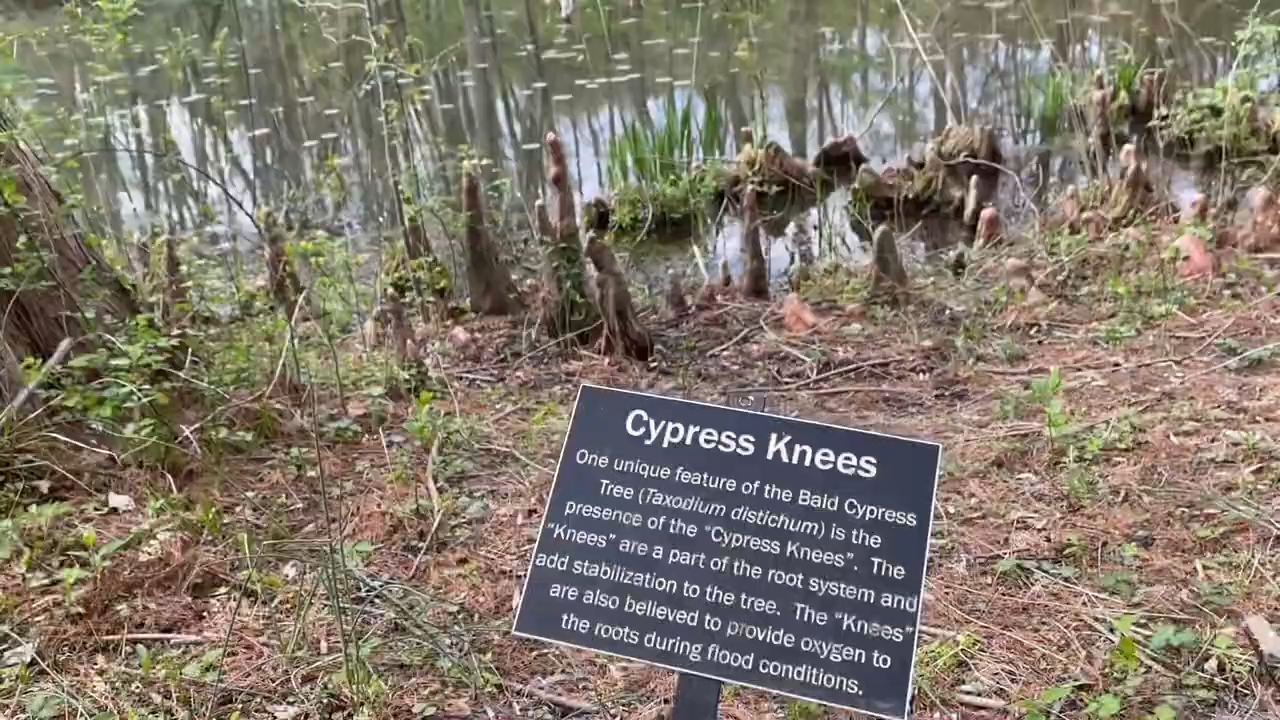 Cypress Knees
One unique feature of the Bald Cypress
Tree (Taxodium distichum) is the
presence of the “Cypress Knees”. The
“Knees” are a part of the root system and
add stabilization to the tree. The “Knees”
are also believed to provide oxygen to
the roots during flood conditions.